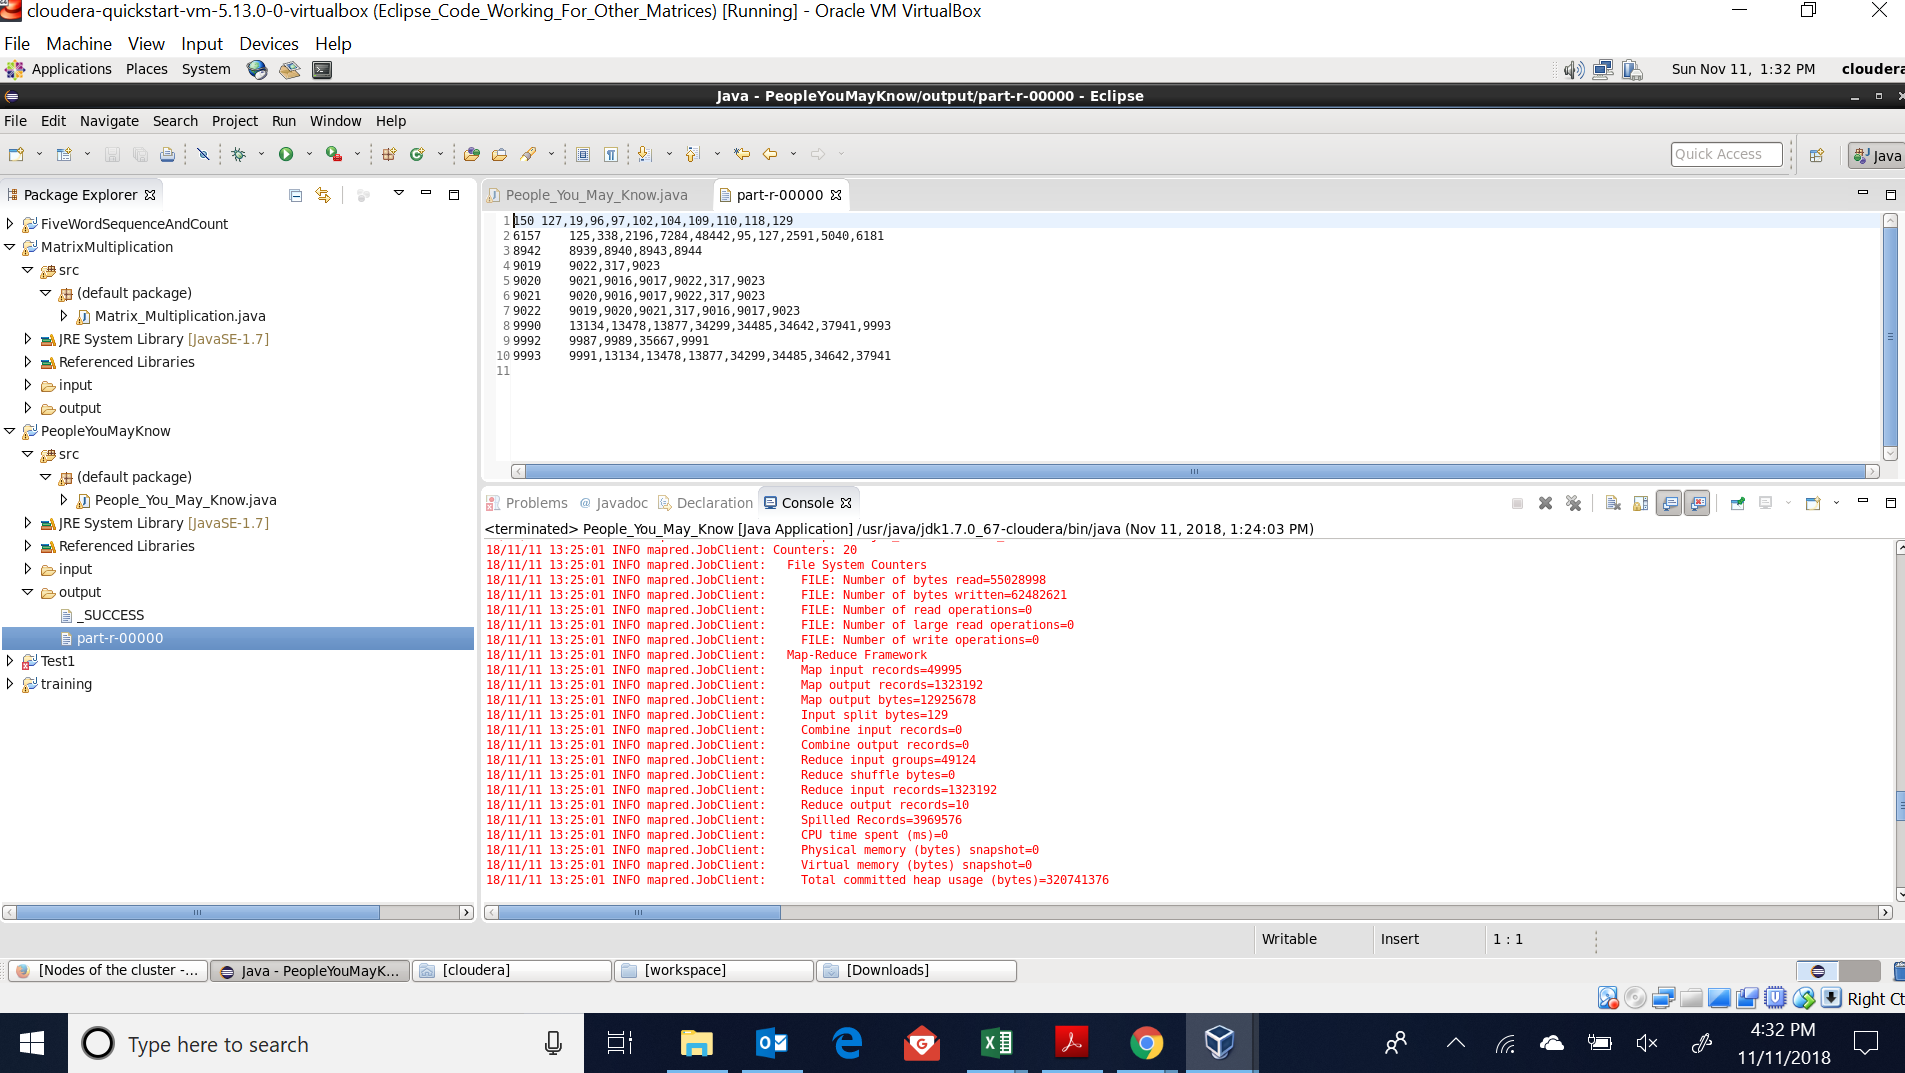 cloudera-quickstart-vm-5.13.0-0-virtualbox (Eclipse_Code_Working_For_Other_Matrices) [Running] - Oracle VM VirtualBox
File Machine View Input Devices Help
Applications Places System
Sun Nov 11, 1:32 PM cloudera
Java - PeopleYouMayKnow/output/part-r-00000 - Eclipse
File Edit Navigate Search Project Run Window Help
Quick Access
Java
Package Explorer
FiveWordSequenceAndCount
MatrixMultiplication
src
(default package)
Matrix_Multiplication.java
JRE System Library [JavaSE-1.7]
Referenced Libraries
input
output
PeopleYouMayKnow
src
(default package)
People_You_May_Know.java
JRE System Library [JavaSE-1.7]
Referenced Libraries
input
output
_SUCCESS
part-r-00000
Test1
training
People_You_May_Know.java part-r-00000
1 150 127,19,96,97,102,104,109,110,118,129
2 6157 125,338,2196,7284,48442,95,127,2591,5040,6181
3 8942 8939,8940,8943,8944
4 9019 9022,317,9023
5 9020 9021,9016,9017,9022,317,9023
6 9021 9020,9016,9017,9022,317,9023
7 9022 9019,9020,9021,317,9016,9017,9023
8 9990 13134,13478,13877,34299,34485,34642,37941,9993
9 9992 9987,9989,35667,9991
10 9993 9991,13134,13478,13877,34299,34485,34642,37941
11
Problems Javadoc Declaration Console
<terminated> People_You_May_Know [Java Application] /usr/java/jdk1.7.0_67-cloudera/bin/java (Nov 11, 2018, 1:24:03 PM)
18/11/11 13:25:01 INFO mapred.JobClient: Counters: 20
18/11/11 13:25:01 INFO mapred.JobClient: File System Counters
18/11/11 13:25:01 INFO mapred.JobClient: FILE: Number of bytes read=55028998
18/11/11 13:25:01 INFO mapred.JobClient: FILE: Number of bytes written=62482621
18/11/11 13:25:01 INFO mapred.JobClient: FILE: Number of read operations=0
18/11/11 13:25:01 INFO mapred.JobClient: FILE: Number of large read operations=0
18/11/11 13:25:01 INFO mapred.JobClient: FILE: Number of write operations=0
18/11/11 13:25:01 INFO mapred.JobClient: Map-Reduce Framework
18/11/11 13:25:01 INFO mapred.JobClient: Map input records=49995
18/11/11 13:25:01 INFO mapred.JobClient: Map output records=1323192
18/11/11 13:25:01 INFO mapred.JobClient: Map output bytes=12925678
18/11/11 13:25:01 INFO mapred.JobClient: Input split bytes=129
18/11/11 13:25:01 INFO mapred.JobClient: Combine input records=0
18/11/11 13:25:01 INFO mapred.JobClient: Combine output records=0
18/11/11 13:25:01 INFO mapred.JobClient: Reduce input groups=49124
18/11/11 13:25:01 INFO mapred.JobClient: Reduce shuffle bytes=0
18/11/11 13:25:01 INFO mapred.JobClient: Reduce input records=1323192
18/11/11 13:25:01 INFO mapred.JobClient: Reduce output records=10
18/11/11 13:25:01 INFO mapred.JobClient: Spilled Records=3969576
18/11/11 13:25:01 INFO mapred.JobClient: CPU time spent (ms)=0
18/11/11 13:25:01 INFO mapred.JobClient: Physical memory (bytes) snapshot=0
18/11/11 13:25:01 INFO mapred.JobClient: Virtual memory (bytes) snapshot=0
18/11/11 13:25:01 INFO mapred.JobClient: Total committed heap usage (bytes)=320741376
Writable Insert 1 : 1
[Nodes of the cluster -... Java - PeopleYouMayK... [cloudera] [workspace] [Downloads]
Right Ct
Type here to search
4:32 PM
11/11/2018